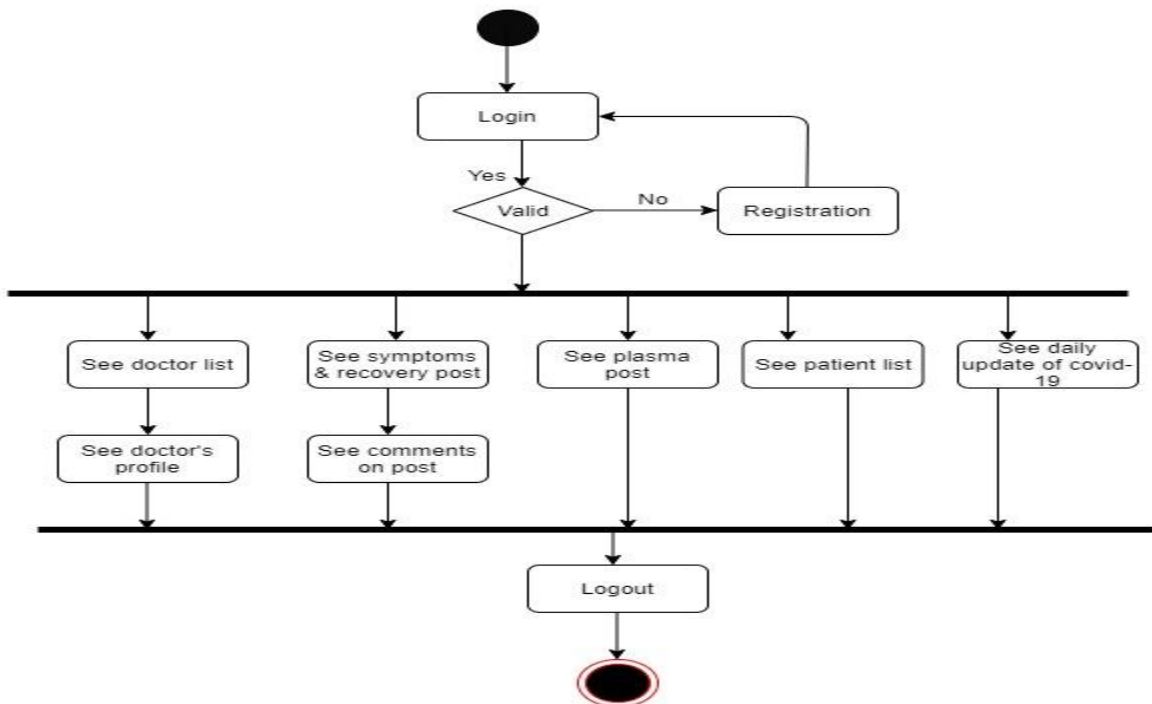 Login
Yes
Valid
No
Registration
See doctor list
See symptoms
& recovery post
See plasma
post
See patient list
See daily
update of covid-
19
See doctor's
profile
See comments
on post
Logout